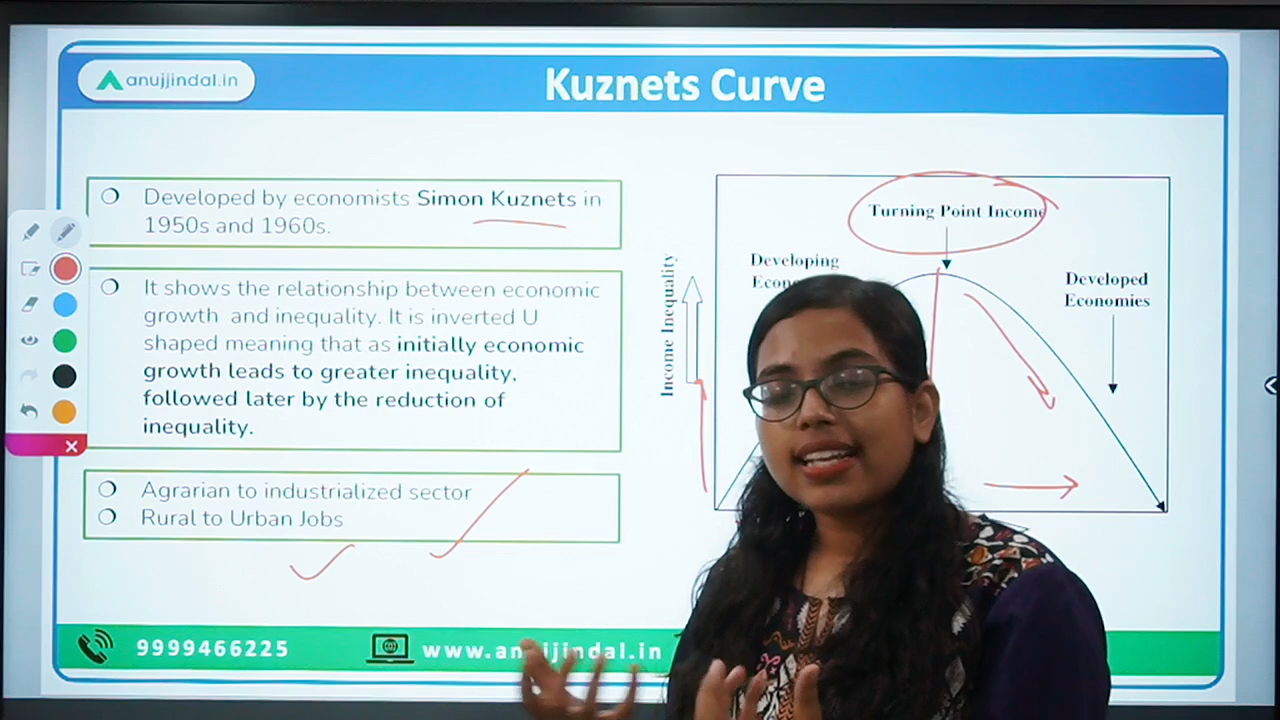 anujjindal.in
Kuznets Curve
Developed by economists Simon Kuznets in
1950s and 1960s.
It shows the relationship between economic
growth and inequality. It is inverted U
shaped meaning that as initially economic
growth leads to greater inequality,
followed later by the reduction of
inequality.
Agrarian to industrialized sector
Rural to Urban Jobs
Turning Point Income
Developing
Developed
Economies
Income Inequality
9999466225
www.anujjindal.in